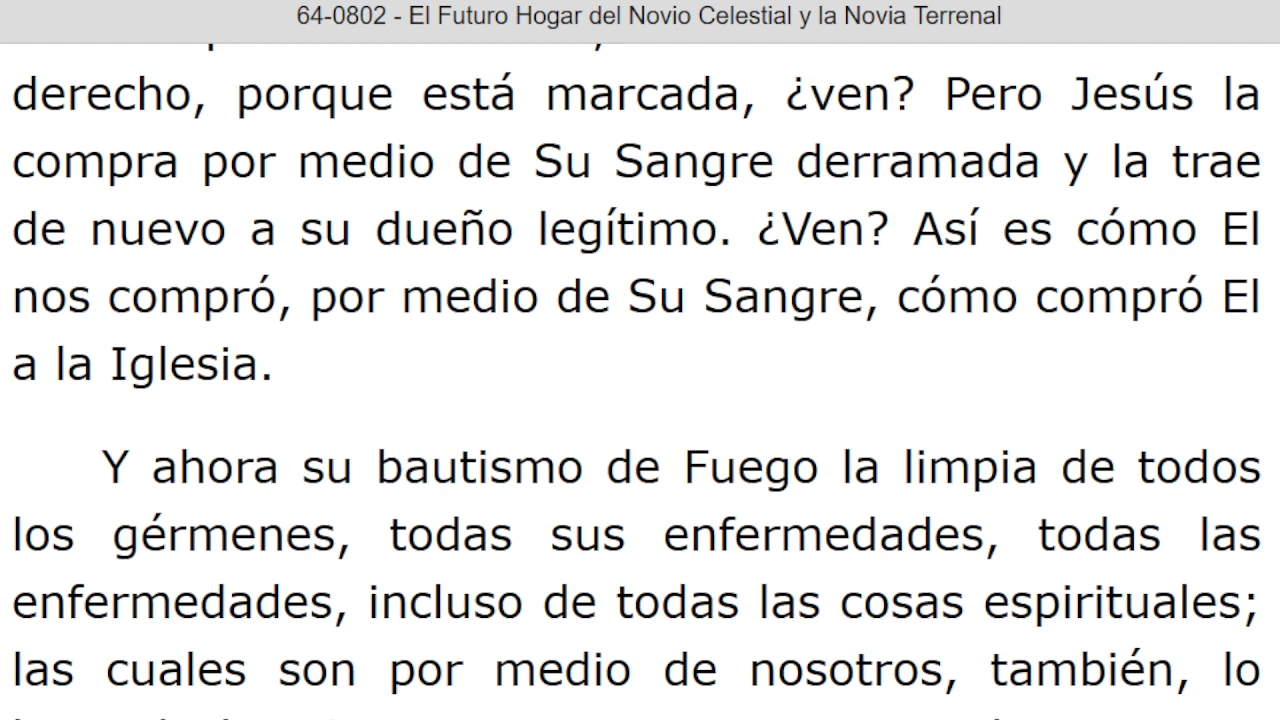 64-0802 - El Futuro Hogar del Novio Celestial y la Novia Terrenal
derecho, porque está marcada, ¿ven? Pero Jesús la
compra por medio de Su Sangre derramada y la trae
de nuevo a su dueño legítimo. ¿Ven? Así es cómo El
nos compró, por medio de Su Sangre, cómo compró El
a la Iglesia.
Y ahora su bautismo de Fuego la limpia de todos
los gérmenes, todas sus enfermedades, todas las
enfermedades, incluso de todas las cosas espirituales;
las cuales son por medio de nosotros, también, lo